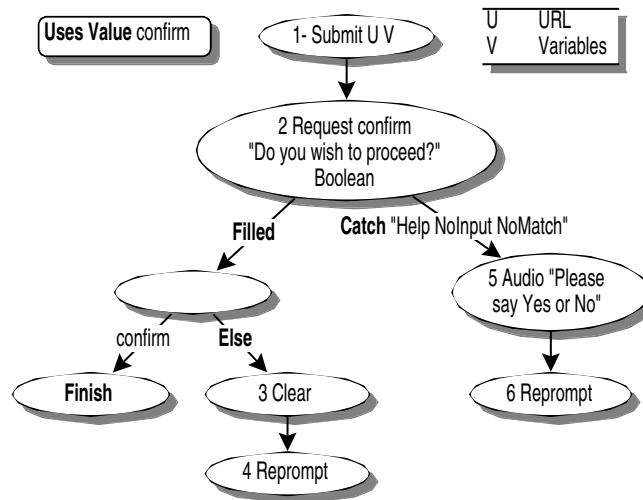 Uses Value confirm
1- Submit U V
U URL
V Variables
2 Request confirm
"Do you wish to proceed?"
Boolean
Filled
Catch "Help NoInput NoMatch"
5 Audio "Please
say Yes or No"
confirm
Else
Finish
3 Clear
6 Reprompt
4 Reprompt